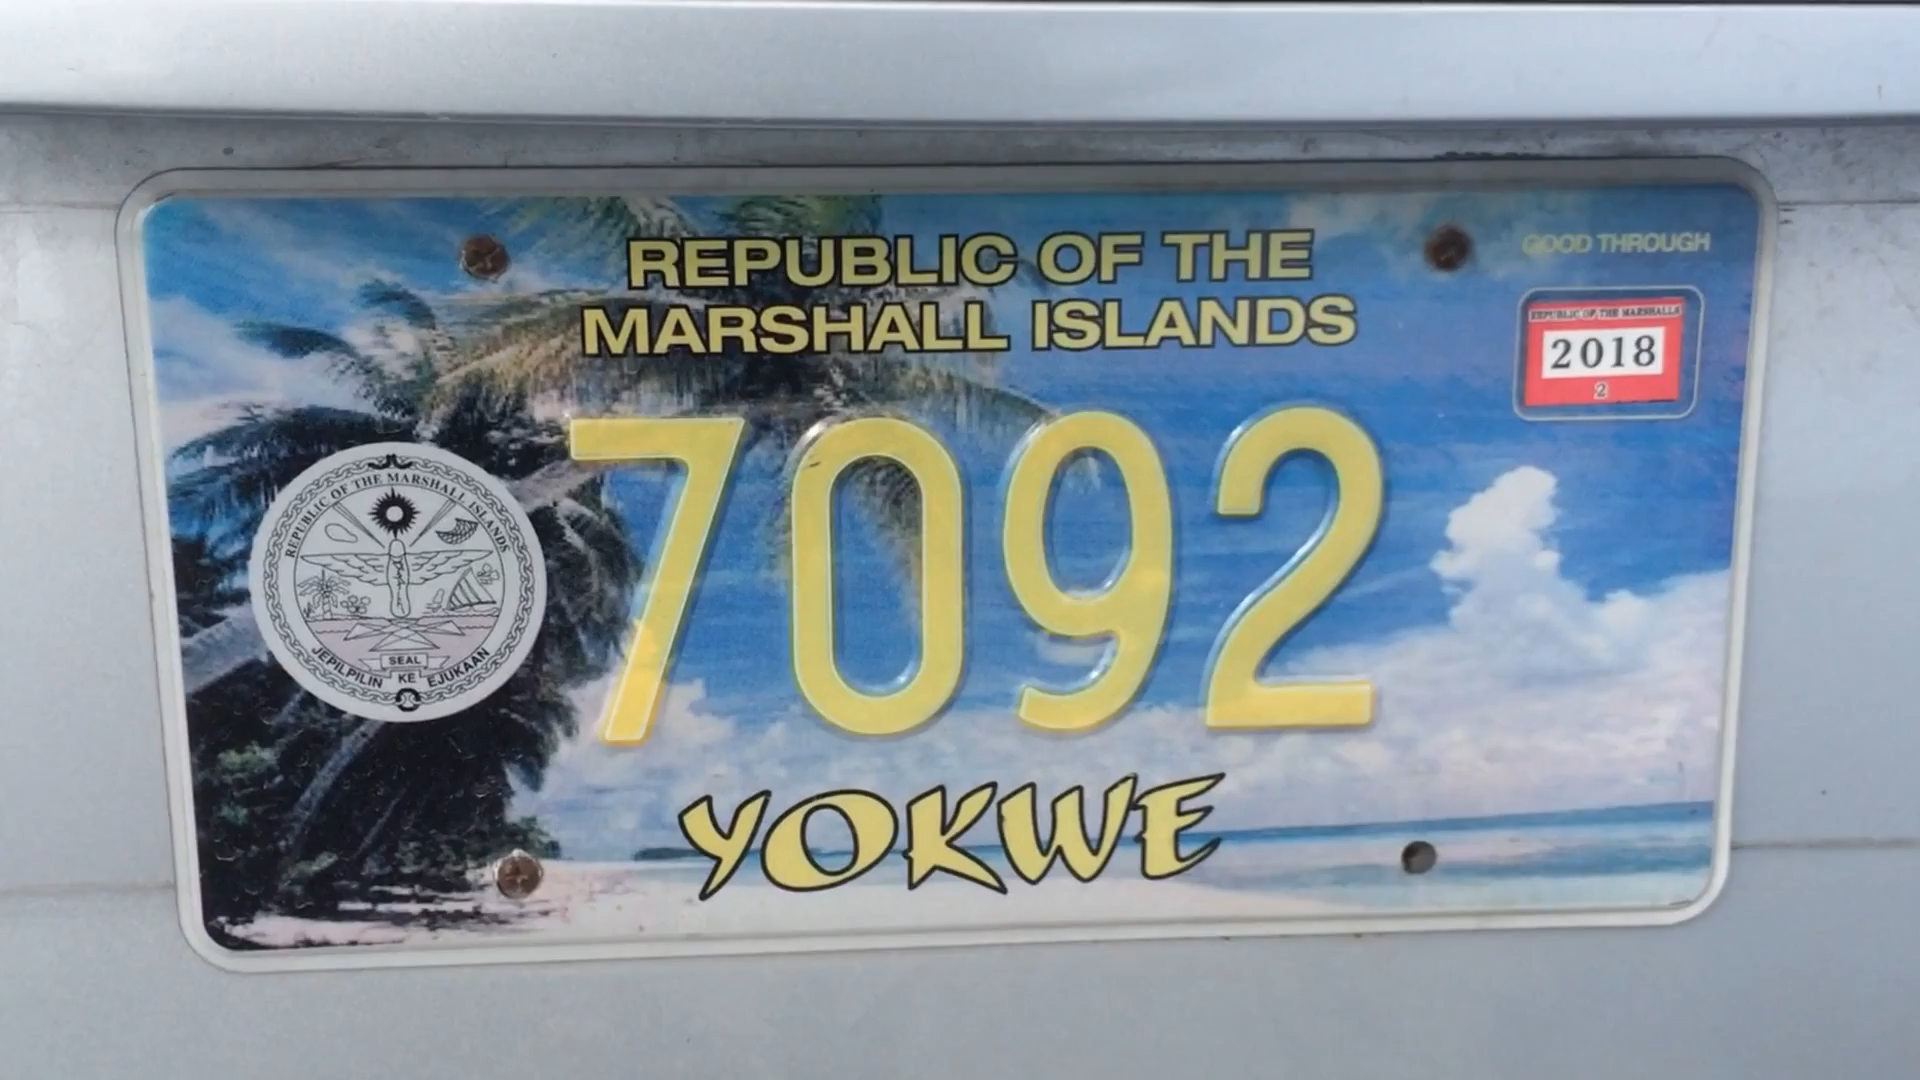 REPUBLIC OF THE
MARSHALL ISLANDS
GOOD THROUGH
REPUBLIC OF THE MARSHALLS
2018
2
7092
REPUBLIC OF THE MARSHALL ISLANDS
SEAL
JEPILPILIN KE EJUKAAN
YOKWE